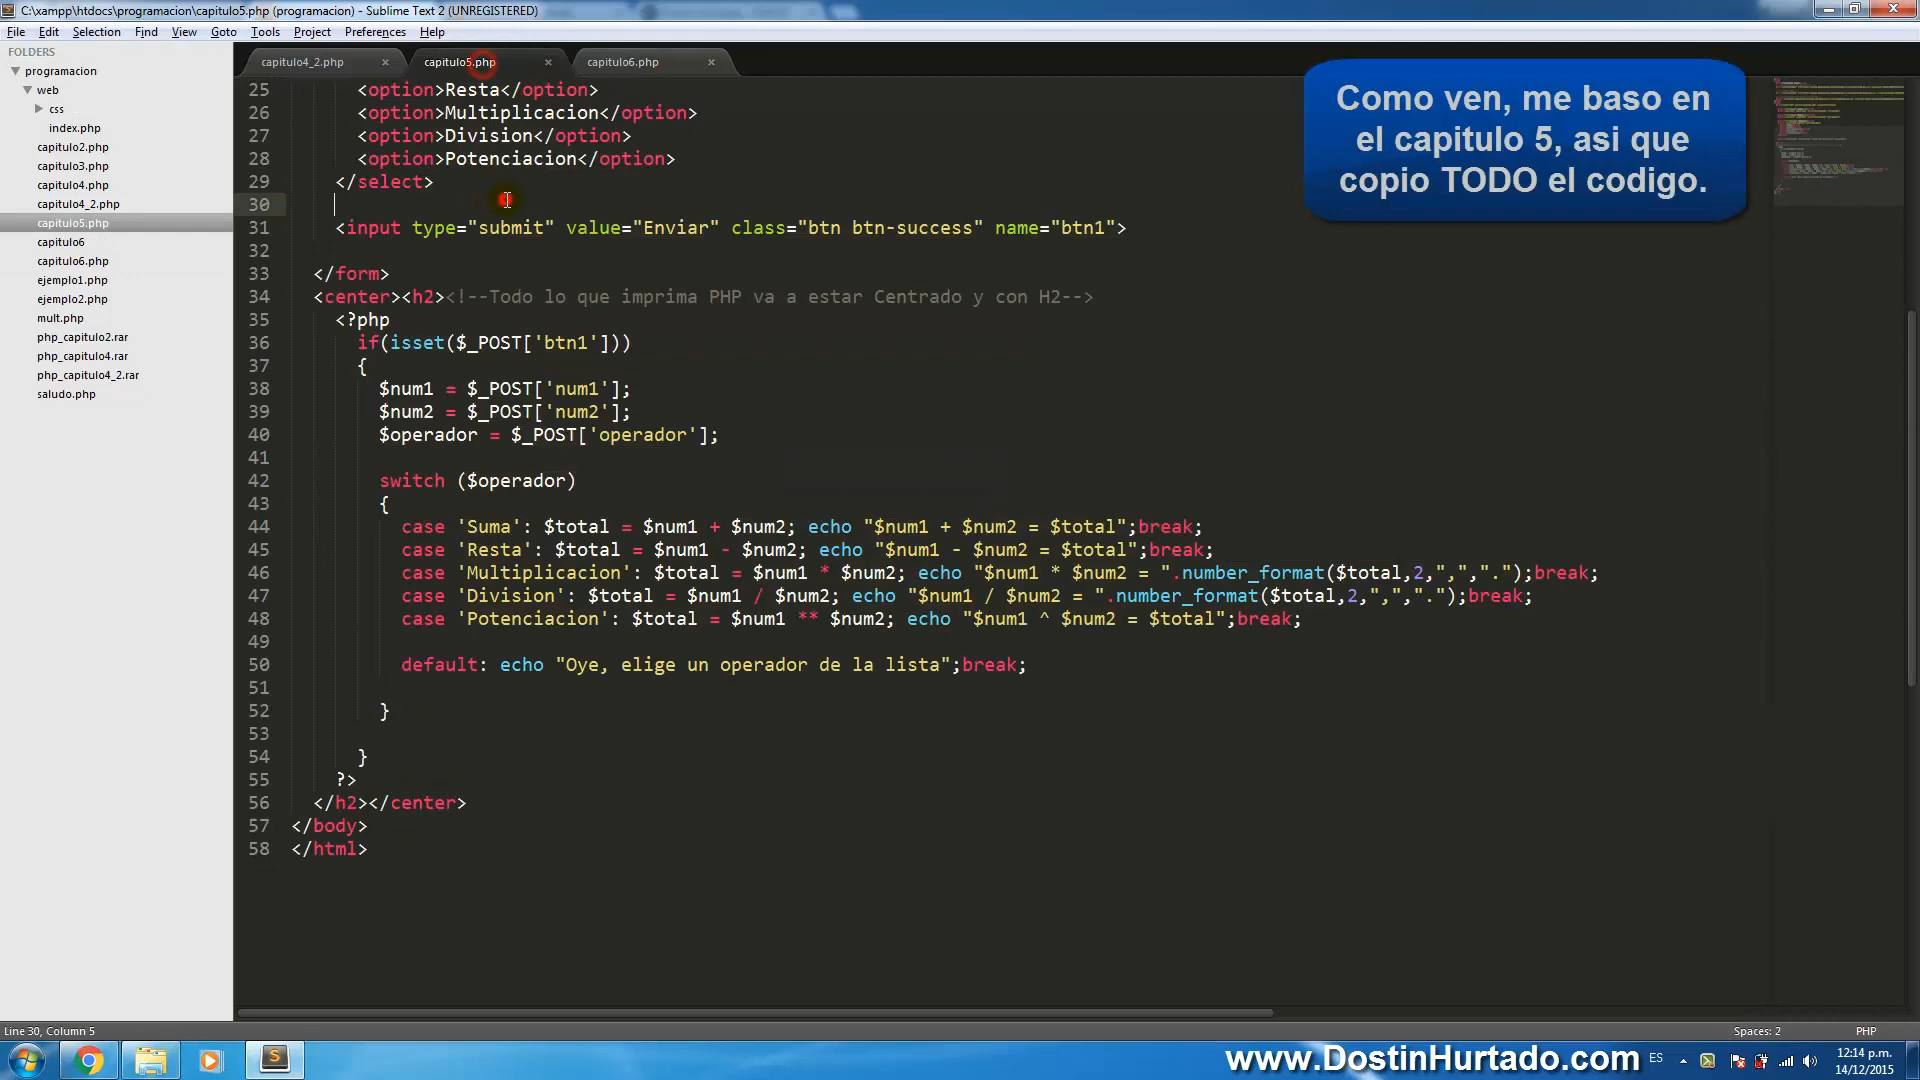 C:\xampp\htdocs\programacion\capitulo5.php (programacion) - Sublime Text 2 (UNREGISTERED)
File Edit Selection Find View Goto Tools Project Preferences Help
FOLDERS
programacion
web
css
index.php
capitulo2.php
capitulo3.php
capitulo4.php
capitulo4_2.php
capitulo5.php
capitulo6
capitulo6.php
ejemplo1.php
ejemplo2.php
mult.php
php_capitulo2.rar
php_capitulo4.rar
php_capitulo4_2.rar
saludo.php
capitulo4_2.php × capitulo5.php × capitulo6.php ×
25 <option>Resta</option>
26 <option>Multiplicacion</option>
27 <option>Division</option>
28 <option>Potenciacion</option>
29 </select>
30
31 <input type="submit" value="Enviar" class="btn btn-success" name="btn1">
32
33 </form>
34 <center><h2><!--Todo lo que imprima PHP va a estar Centrado y con H2-->
35 <?php
36 if(isset($_POST['btn1']))
37 {
38 $num1 = $_POST['num1'];
39 $num2 = $_POST['num2'];
40 $operador = $_POST['operador'];
41
42 switch ($operador)
43 {
44 case 'Suma': $total = $num1 + $num2; echo "$num1 + $num2 = $total";break;
45 case 'Resta': $total = $num1 - $num2; echo "$num1 - $num2 = $total";break;
46 case 'Multiplicacion': $total = $num1 * $num2; echo "$num1 * $num2 = ".number_format($total,2,",",".");break;
47 case 'Division': $total = $num1 / $num2; echo "$num1 / $num2 = ".number_format($total,2,",",".");break;
48 case 'Potenciacion': $total = $num1 ** $num2; echo "$num1 ^ $num2 = $total";break;
49
50 default: echo "Oye, elige un operador de la lista";break;
51
52 }
53
54 }
55 ?>
56 </h2></center>
57 </body>
58 </html>
Como ven, me baso en
el capitulo 5, asi que
copio TODO el codigo.
Line 30, Column 5
Spaces: 2 PHP
www.DostinHurtado.com
ES
12:14 p.m.
14/12/2015